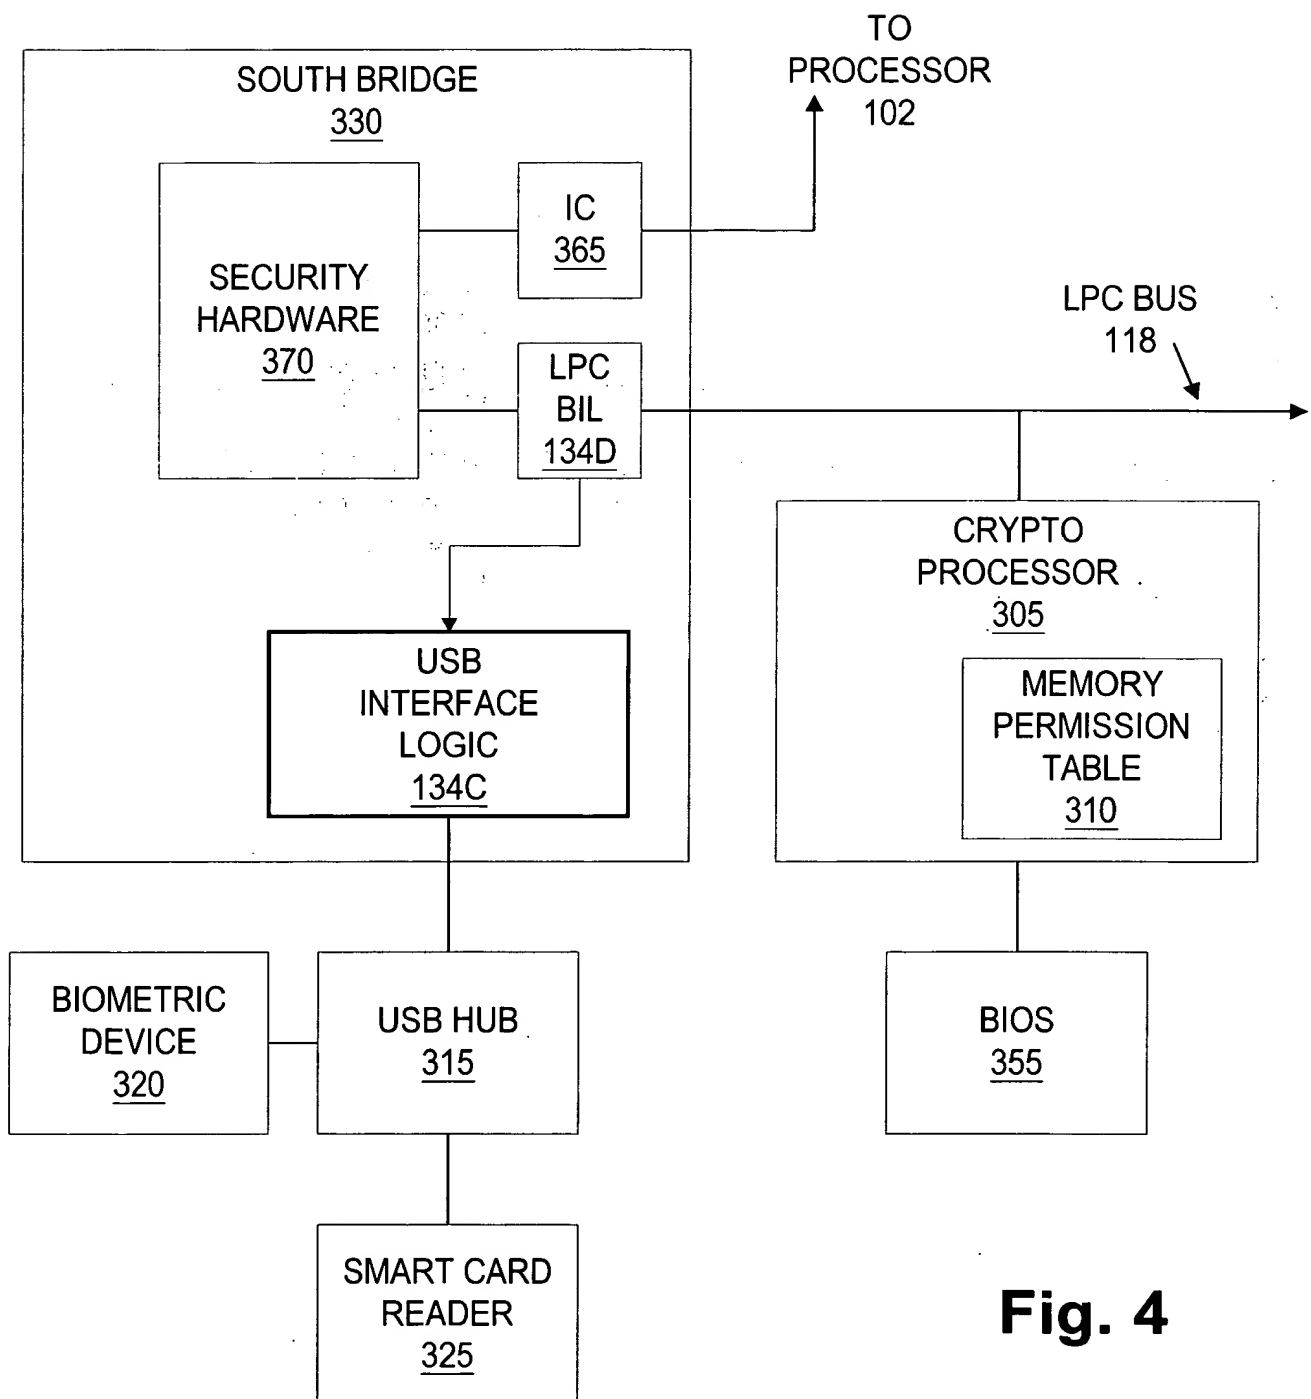 TO
PROCESSOR
102
SOUTH BRIDGE
330
IC
365
SECURITY
HARDWARE
370
LPC BUS
118
LPC
BIL
134D
CRYPTO
PROCESSOR
305
USB
INTERFACE
LOGIC
134C
MEMORY
PERMISSION
TABLE
310
BIOMETRIC
DEVICE
320
USB HUB
315
BIOS
355
SMART CARD
READER
325
Fig. 4